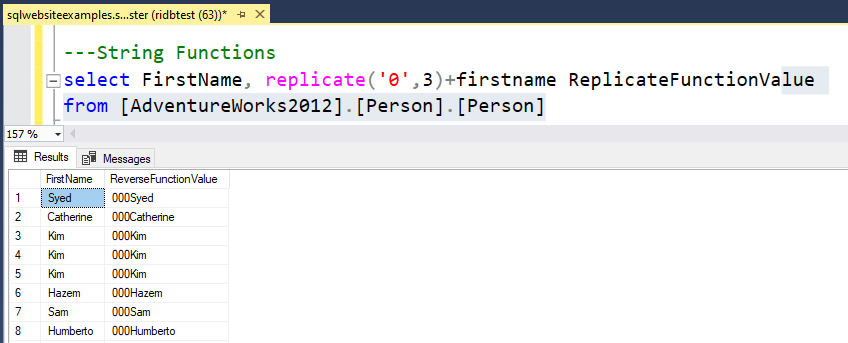 sqlwebsiteexamples.s...ster (ridbtest (63))*
---String Functions
select FirstName, replicate('0',3)+firstname ReplicateFunctionValue
from [AdventureWorks2012].[Person].[Person]
157 %
Results Messages
FirstName ReverseFunctionValue
1 Syed 000Syed
2 Catherine 000Catherine
3 Kim 000Kim
4 Kim 000Kim
5 Kim 000Kim
6 Hazem 000Hazem
7 Sam 000Sam
8 Humberto 000Humberto